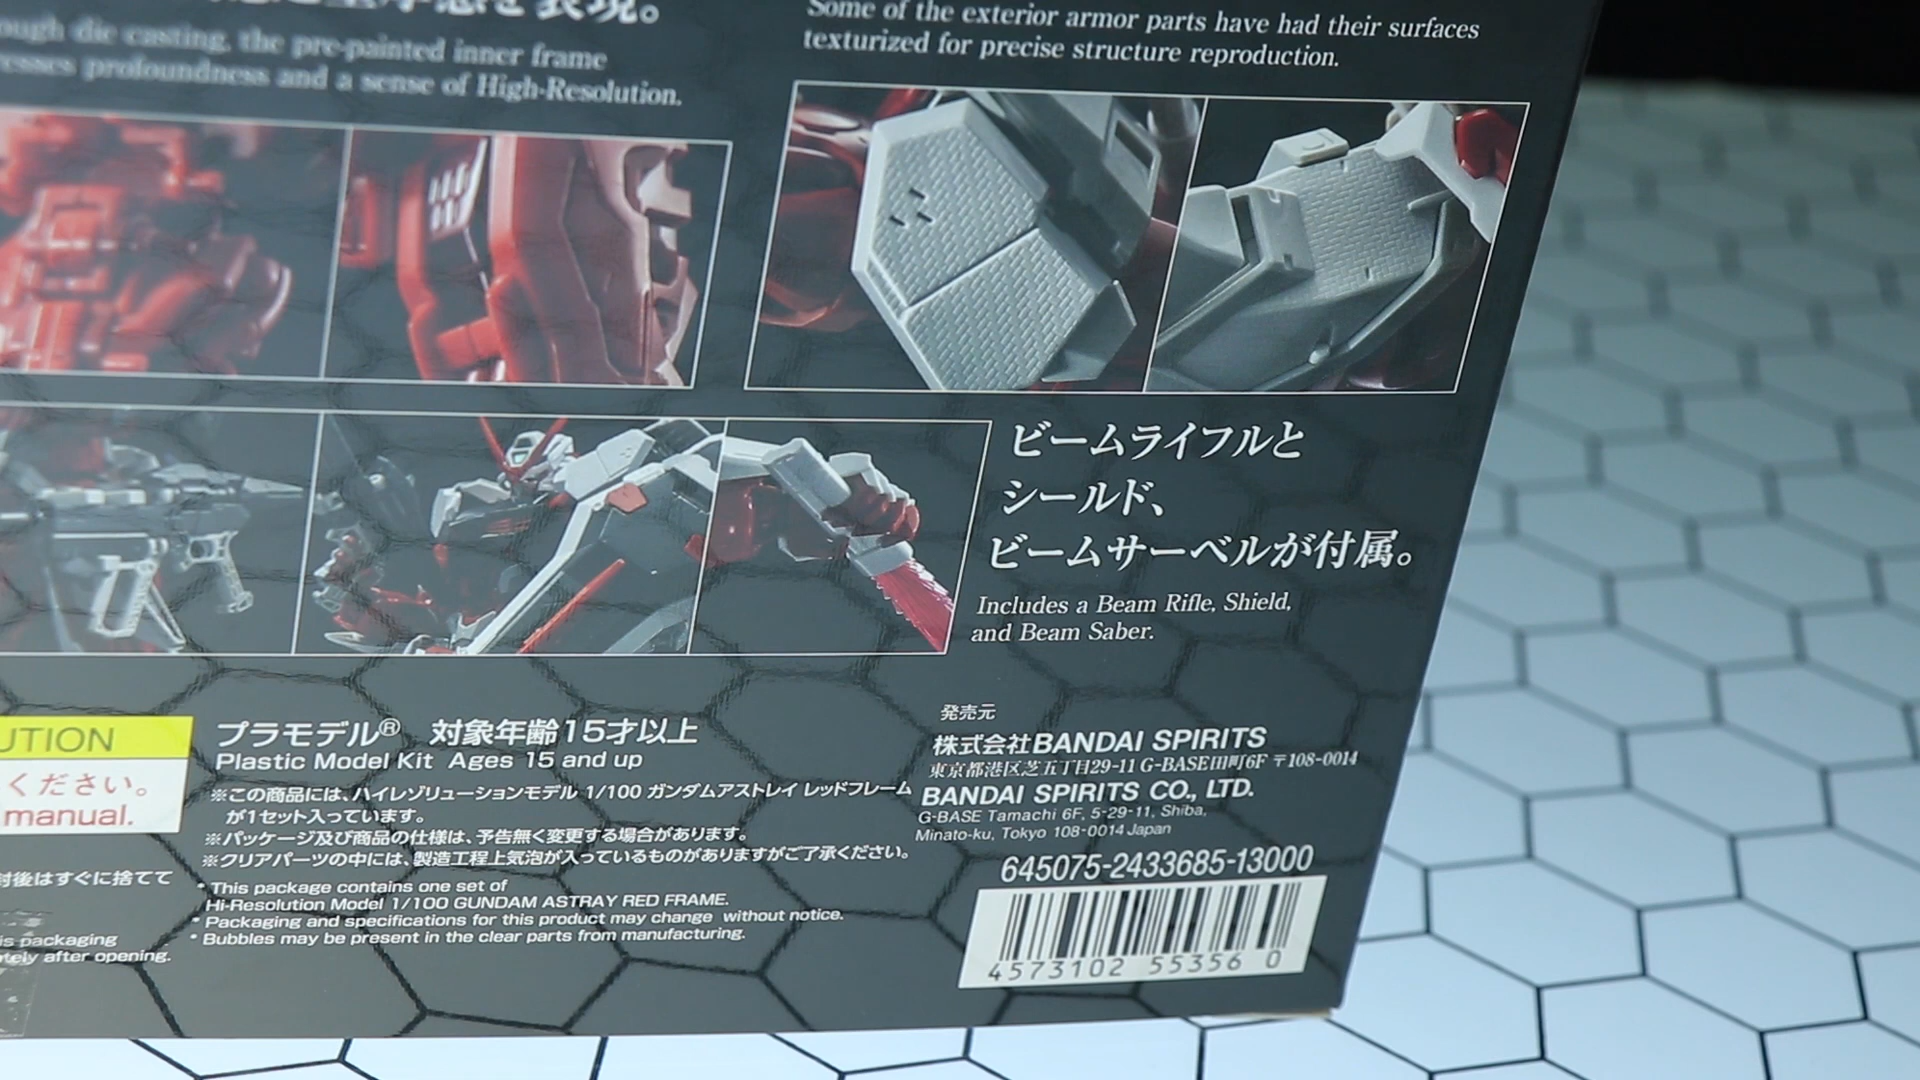 を表現。
ough die casting, the pre-painted inner frame
esses profoundness and a sense of High-Resolution.
Some of the exterior armor parts have had their surfaces
texturized for precise structure reproduction.
ビームライフルと
シールド、
ビームサーベルが付属。
Includes a Beam Rifle, Shield,
and Beam Saber.
UTION
ください。
manual.
封後はすぐに捨てて
is packaging
tely after opening.
プラモデル® 対象年齢15才以上
Plastic Model Kit Ages 15 and up
※この商品には、ハイレゾリューションモデル 1/100 ガンダムアストレイ レッドフレーム
が1セット入っています。
※パッケージ及び商品の仕様は、予告無く変更する場合があります。
※クリアパーツの中には、製造工程上気泡が入っているものがありますがご了承ください。
* This package contains one set of
Hi-Resolution Model 1/100 GUNDAM ASTRAY RED FRAME.
* Packaging and specifications for this product may change without notice.
* Bubbles may be present in the clear parts from manufacturing.
発売元
株式会社BANDAI SPIRITS
東京都港区芝五丁目29-11 G-BASE田町6F 〒108-0014
BANDAI SPIRITS CO., LTD.
G-BASE Tamachi 6F, 5-29-11, Shiba,
Minato-ku, Tokyo 108-0014 Japan
645075-2433685-13000
4573102 55356 0